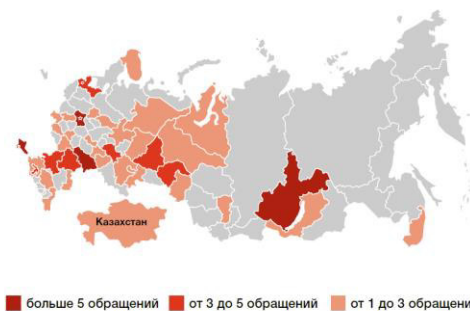 Казахстан
больше 5 обращений от 3 до 5 обращений от 1 до 3 обращени